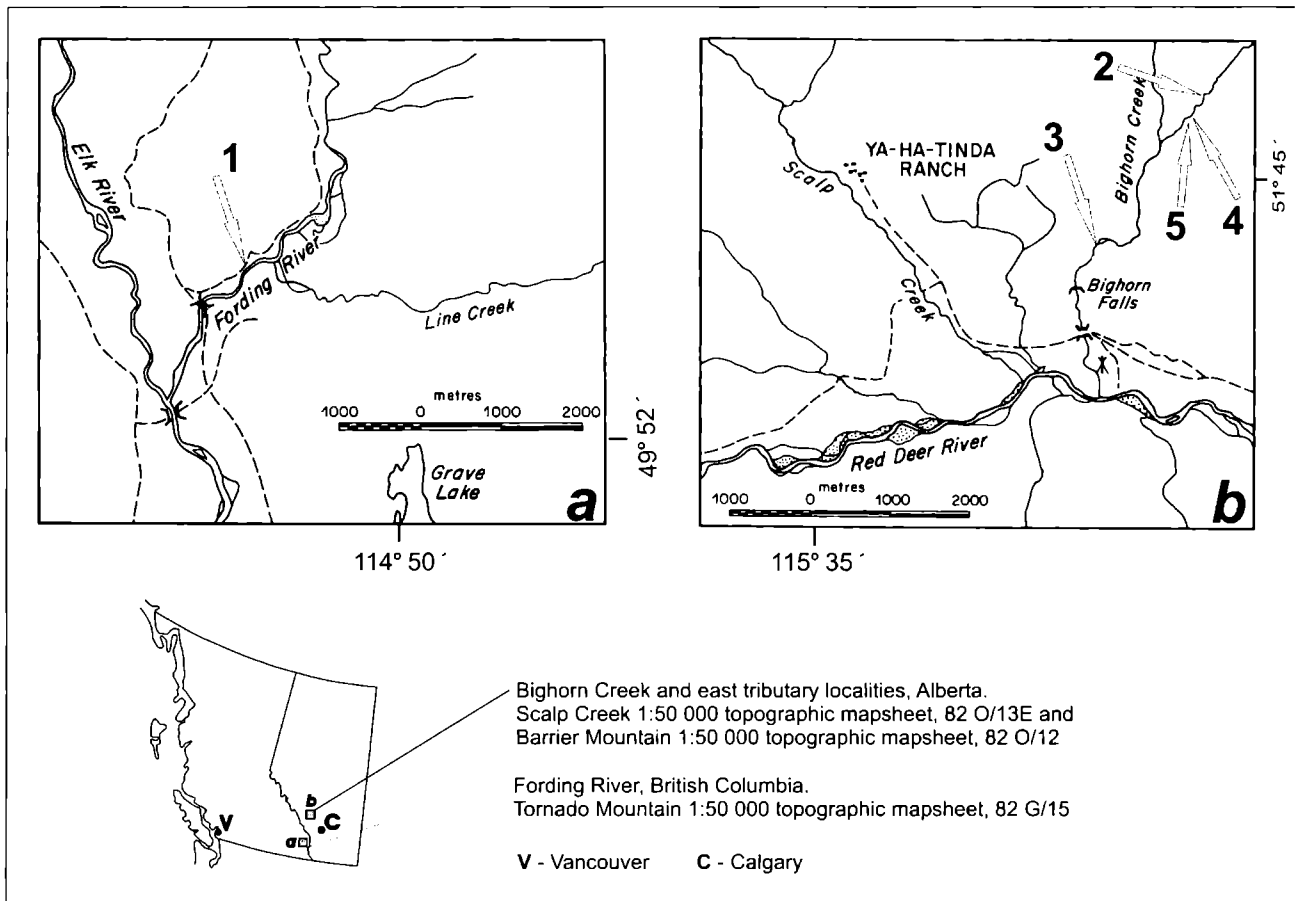 Elk River
1
Fording River
Line Creek
metres
1000 0 1000 2000
Grave
Lake
a
49° 52´
114° 50´
2
Bighorn Creek
3
YA-HA-TINDA
RANCH
Scalp
Creek
5
4
51° 45´
Bighorn
Falls
Red Deer River
metres
1000 0 1000 2000
b
115° 35´
Bighorn Creek and east tributary localities, Alberta.
Scalp Creek 1:50 000 topographic mapsheet, 82 O/13E and
Barrier Mountain 1:50 000 topographic mapsheet, 82 O/12
Fording River, British Columbia.
Tornado Mountain 1:50 000 topographic mapsheet, 82 G/15
V - Vancouver C - Calgary
b
C
V
a